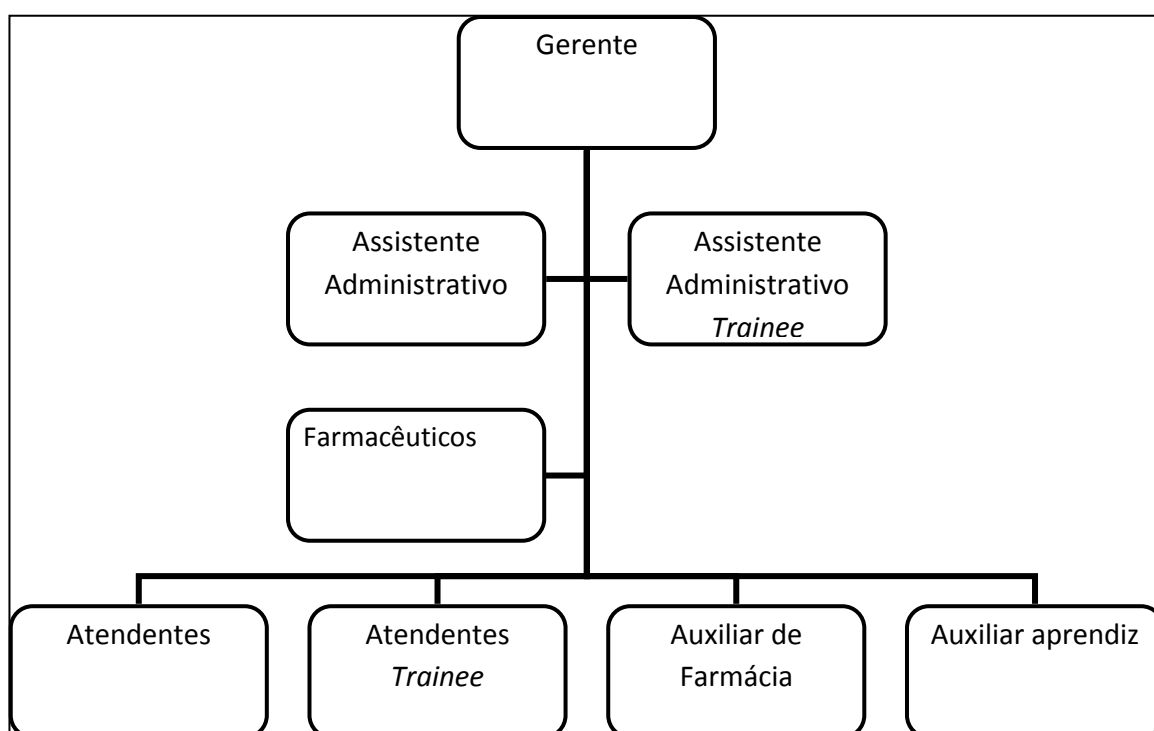 Gerente
Assistente
Administrativo
Assistente
Administrativo
Trainee
Farmacêuticos
Atendentes
Atendentes
Trainee
Auxiliar de
Farmácia
Auxiliar aprendiz